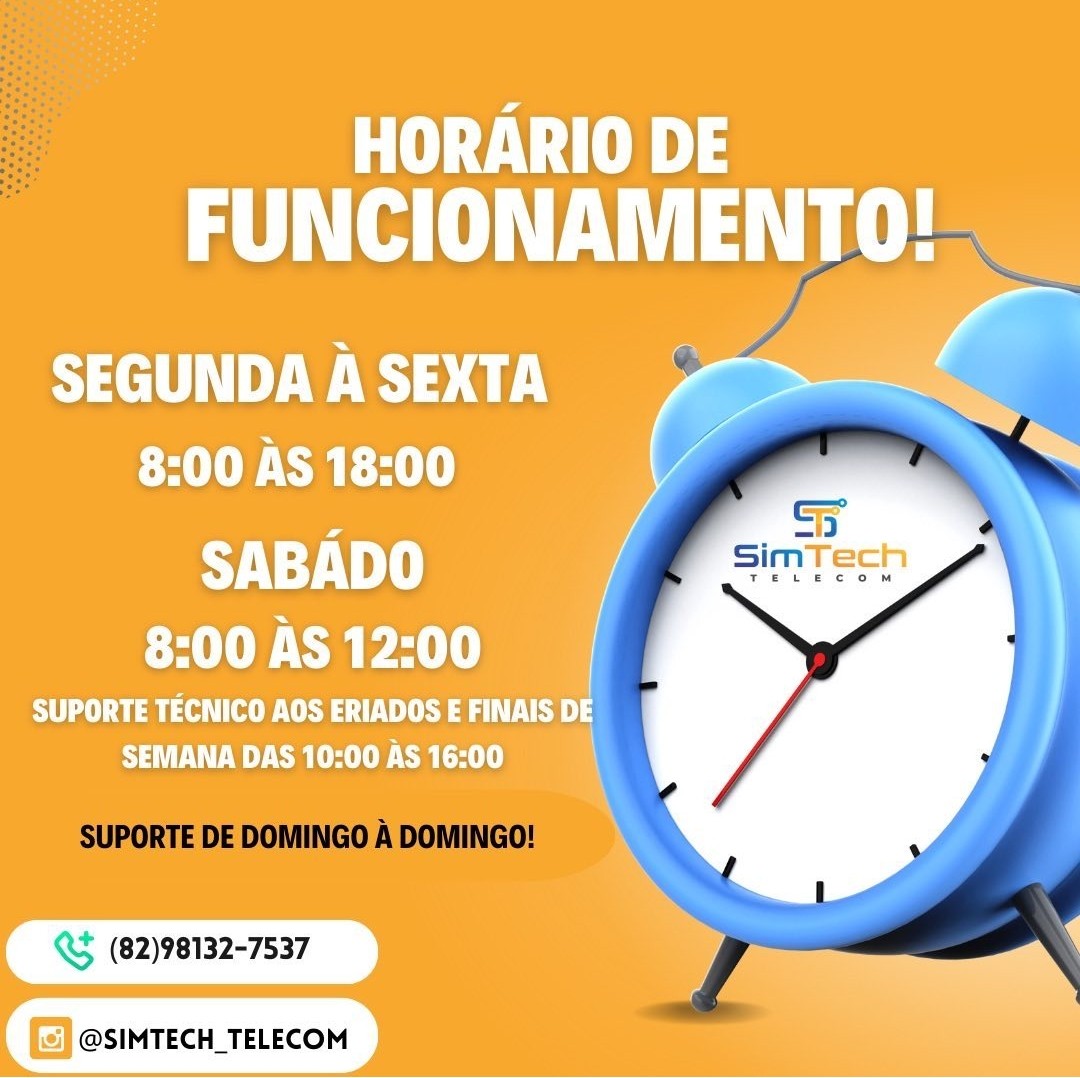 HORÁRIO DE
FUNCIONAMENTO!
SEGUNDA À SEXTA
8:00 ÀS 18:00
SABÁDO
8:00 ÀS 12:00
SUPORTE TÉCNICO AOS ERIADOS E FINAIS DE
SEMANA DAS 10:00 ÀS 16:00
SUPORTE DE DOMINGO À DOMINGO!
SimTech
TELECOM
(82)98132-7537
@SIMTECH_TELECOM